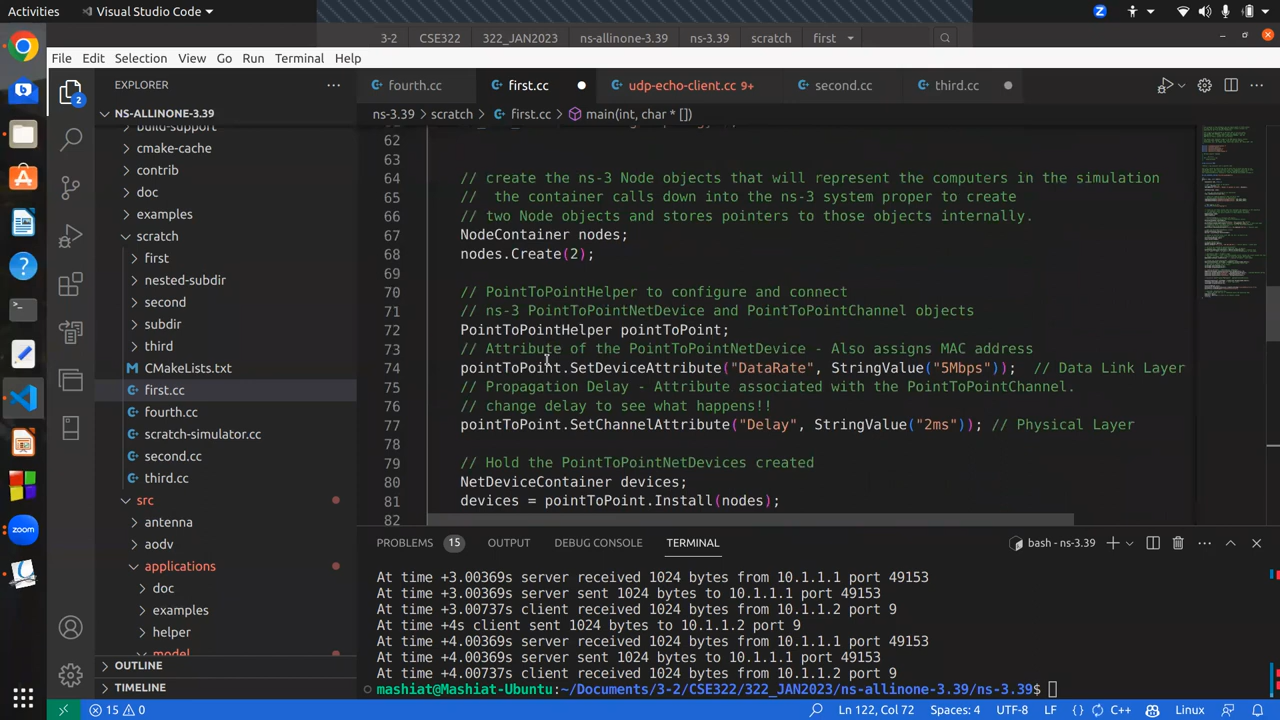 Activities
Visual Studio Code
3-2
CSE322
322_JAN2023
ns-allinone-3.39
ns-3.39
scratch
first
File Edit Selection View Go Run Terminal Help
EXPLORER
fourth.cc
first.cc
udp-echo-client.cc 9+
second.cc
third.cc
NS-ALLINONE-3.39
ns-3.39 > scratch > first.cc > main(int, char * [])
build-support
cmake-cache
contrib
doc
examples
scratch
first
nested-subdir
second
subdir
third
CMakeLists.txt
first.cc
fourth.cc
scratch-simulator.cc
second.cc
third.cc
src
antenna
aodv
applications
doc
examples
helper
model
OUTLINE
TIMELINE
2
62
63
64 // create the ns-3 Node objects that will represent the computers in the simulation
65 //  the container calls down into the ns-3 system proper to create
66 // two Node objects and stores pointers to those objects internally.
67 NodeContainer nodes;
68 nodes.Create(2);
69
70 // PointToPointHelper to configure and connect
71 // ns-3 PointToPointNetDevice and PointToPointChannel objects
72 PointToPointHelper pointToPoint;
73 // Attribute of the PointToPointNetDevice - Also assigns MAC address
74 pointToPoint.SetDeviceAttribute("DataRate", StringValue("5Mbps"));  // Data Link Layer
75 // Propagation Delay - Attribute associated with the PointToPointChannel.
76 // change delay to see what happens!!
77 pointToPoint.SetChannelAttribute("Delay", StringValue("2ms")); // Physical Layer
78
79 // Hold the PointToPointNetDevices created
80 NetDeviceContainer devices;
81 devices = pointToPoint.Install(nodes);
82
PROBLEMS 15 OUTPUT DEBUG CONSOLE TERMINAL
bash - ns-3.39
At time +3.00369s server received 1024 bytes from 10.1.1.1 port 49153
At time +3.00369s server sent 1024 bytes to 10.1.1.1 port 49153
At time +3.00737s client received 1024 bytes from 10.1.1.2 port 9
At time +4s client sent 1024 bytes to 10.1.1.2 port 9
At time +4.00369s server received 1024 bytes from 10.1.1.1 port 49153
At time +4.00369s server sent 1024 bytes to 10.1.1.1 port 49153
At time +4.00737s client received 1024 bytes from 10.1.1.2 port 9
mashiat@Mashiat-Ubuntu:~/Documents/3-2/CSE322/322_JAN2023/ns-allinone-3.39/ns-3.39$
15 0
Ln 122, Col 72 Spaces: 4 UTF-8 LF {} C++ Linux
zoom